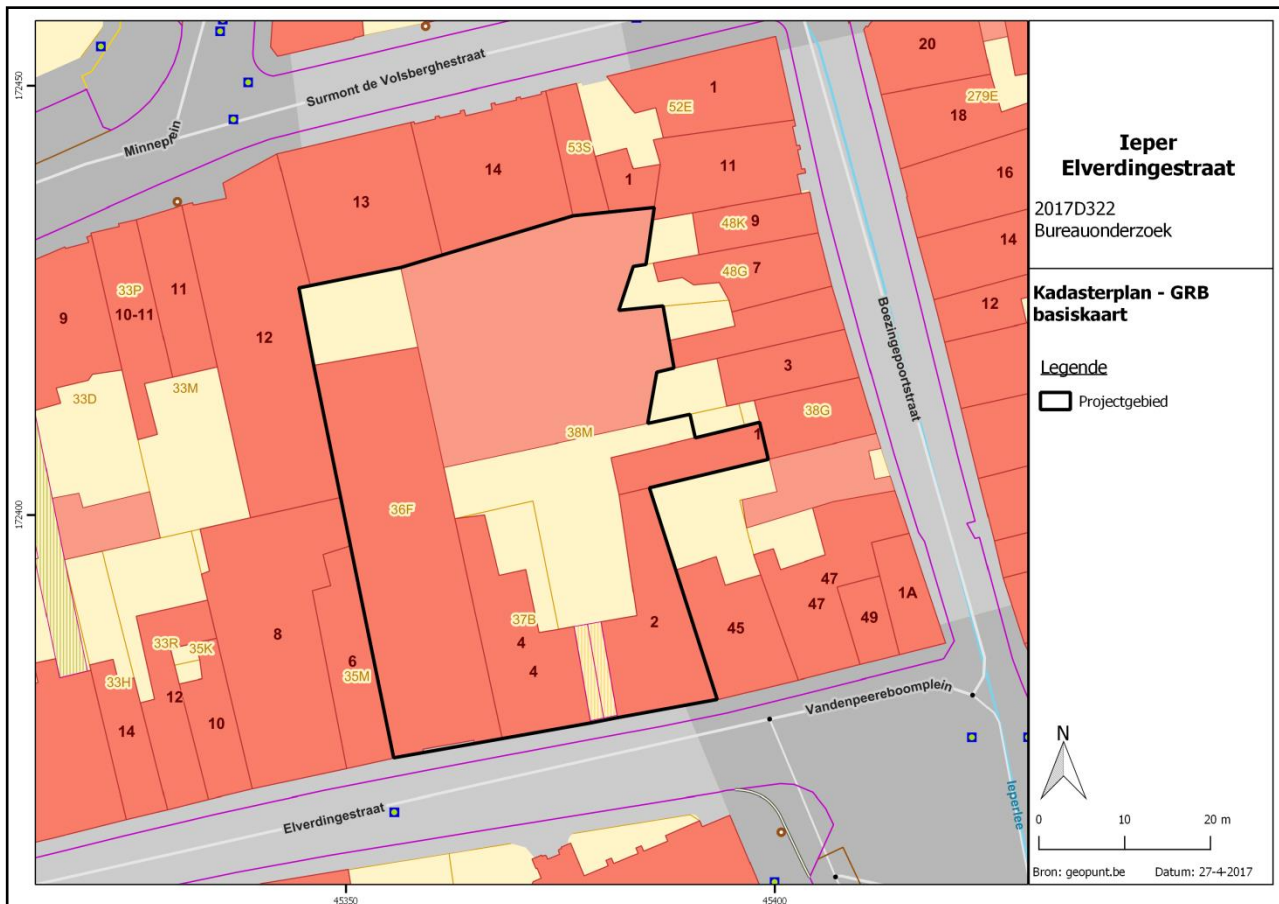 Ieper
Elverdingestraat
2017D322
Bureauonderzoek
Kadasterplan - GRB
basiskaart
Legende
Projectgebied
N
0 10 20 m
Bron: geopunt.be Datum: 27-4-2017
172450
172400
45350
45400
Surmont de Volsberghestraat
Minneplein
Boezingepoortstraat
Vandenpeereboomplein
Elverdingestraat
Ieperlee
20
279E
18
16
14
12
1
52E
53S
14
13
1
11
48K
9
48G
7
3
38G
1
38M
36F
33P
10-11
11
9
12
33M
33D
8
6
35M
37B
4
4
2
45
47
47
49
1A
33R
35K
33H
12
14
10